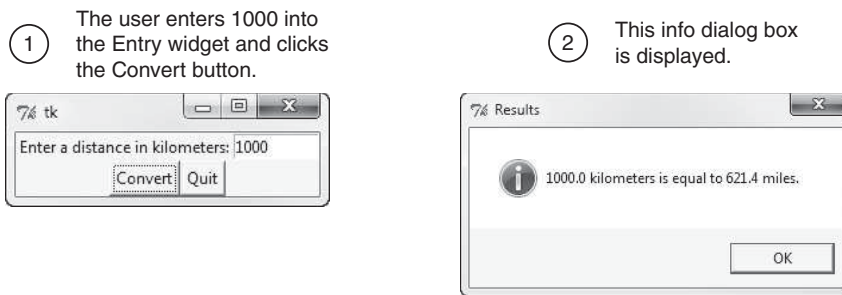 1
The user enters 1000 into
the Entry widget and clicks
the Convert button.
tk
Enter a distance in kilometers: 1000
Convert Quit
2
This info dialog box
is displayed.
Results
1000.0 kilometers is equal to 621.4 miles.
OK